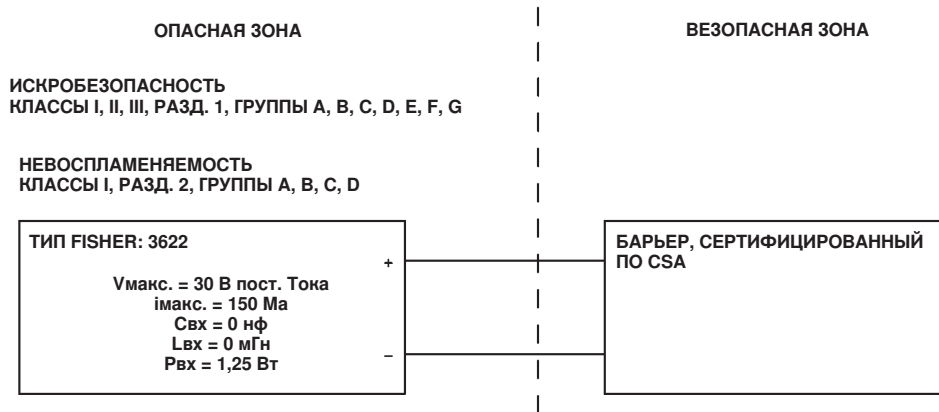 ОПАСНАЯ ЗОНА
ВЕЗОПАСНАЯ ЗОНА
ИСКРОБЕЗОПАСНОСТЬ
КЛАССЫ I, II, III, РАЗД. 1, ГРУППЫ A, B, C, D, E, F, G
НЕВОСПЛАМЕНЯЕМОСТЬ
КЛАССЫ I, РАЗД. 2, ГРУППЫ A, B, C, D
ТИП FISHER: 3622
+
Vмакс. = 30 В пост. Тока
iмакс. = 150 Ма
Cвх = 0 нф
Lвх = 0 мГн
Pвх = 1,25 Вт
–
БАРЬЕР, СЕРТИФИЦИРОВАННЫЙ
ПО CSA